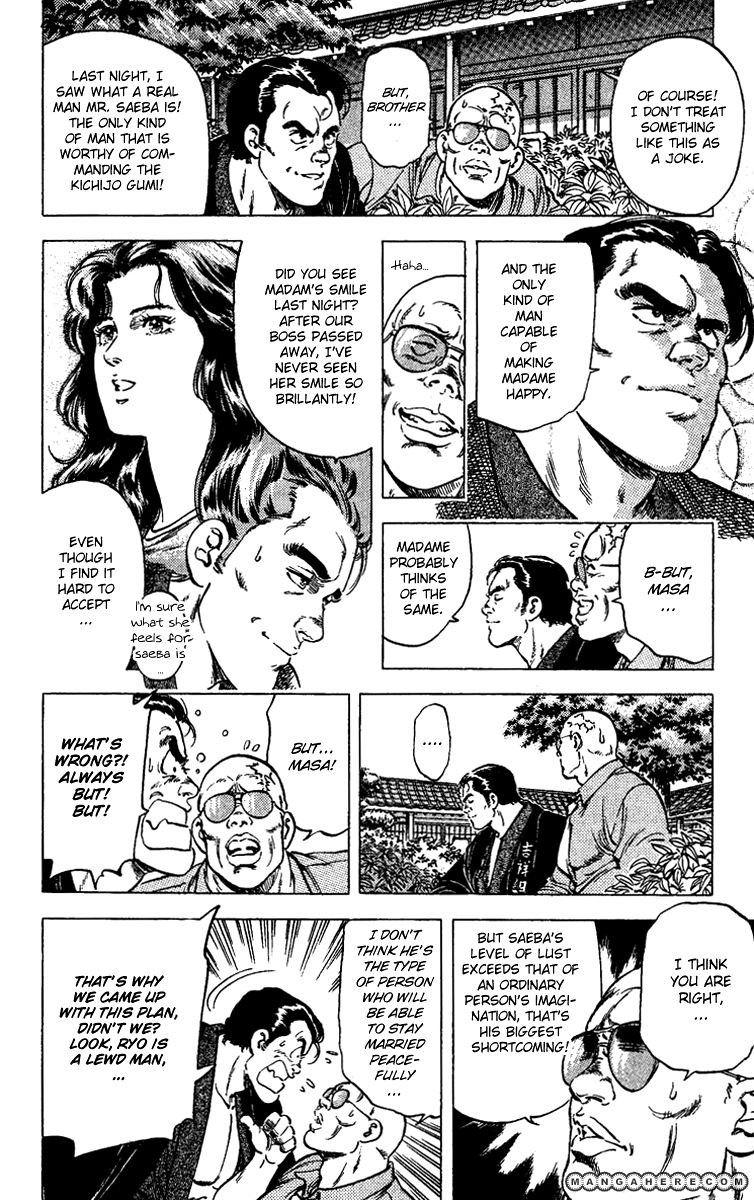 OF COURSE!
I DON'T TREAT
SOMETHING
LIKE THIS AS
A JOKE.
BUT,
BROTHER
...
LAST NIGHT, I
SAW WHAT A REAL
MAN MR. SAEBA IS!
THE ONLY KIND
OF MAN THAT IS
WORTHY OF COM-
MANDING THE
KICHIJO GUMI!
AND THE
ONLY
KIND OF
MAN
CAPABLE
OF
MAKING
MADAME
HAPPY.
Haha...
DID YOU SEE
MADAM'S SMILE
LAST NIGHT?
AFTER OUR
BOSS PASSED
AWAY, I'VE
NEVER SEEN
HER SMILE SO
BRILLANTLY!
EVEN
THOUGH
I FIND IT
HARD TO
ACCEPT
...
I'm sure
what she
feels for
saeba is
...
B-BUT,
MASA
...
MADAME
PROBABLY
THINKS
OF THE
SAME.
....
BUT...
MASA!
WHAT'S
WRONG?!
ALWAYS
BUT!
BUT!
吉祥組
I THINK
YOU ARE
RIGHT,
...
BUT SAEBA'S
LEVEL OF LUST
EXCEEDS THAT OF
AN ORDINARY
PERSON'S IMAGI-
NATION, THAT'S
HIS BIGGEST
SHORTCOMING!
I DON'T
THINK HE'S
THE TYPE
OF PERSON
WHO WILL
BE ABLE
TO STAY
MARRIED
PEACE-
FULLY
...
THAT'S WHY
WE CAME UP
WITH THIS PLAN,
DIDN'T WE?
LOOK, RYO IS
A LEWD MAN,
...
MANGAHERE.COM